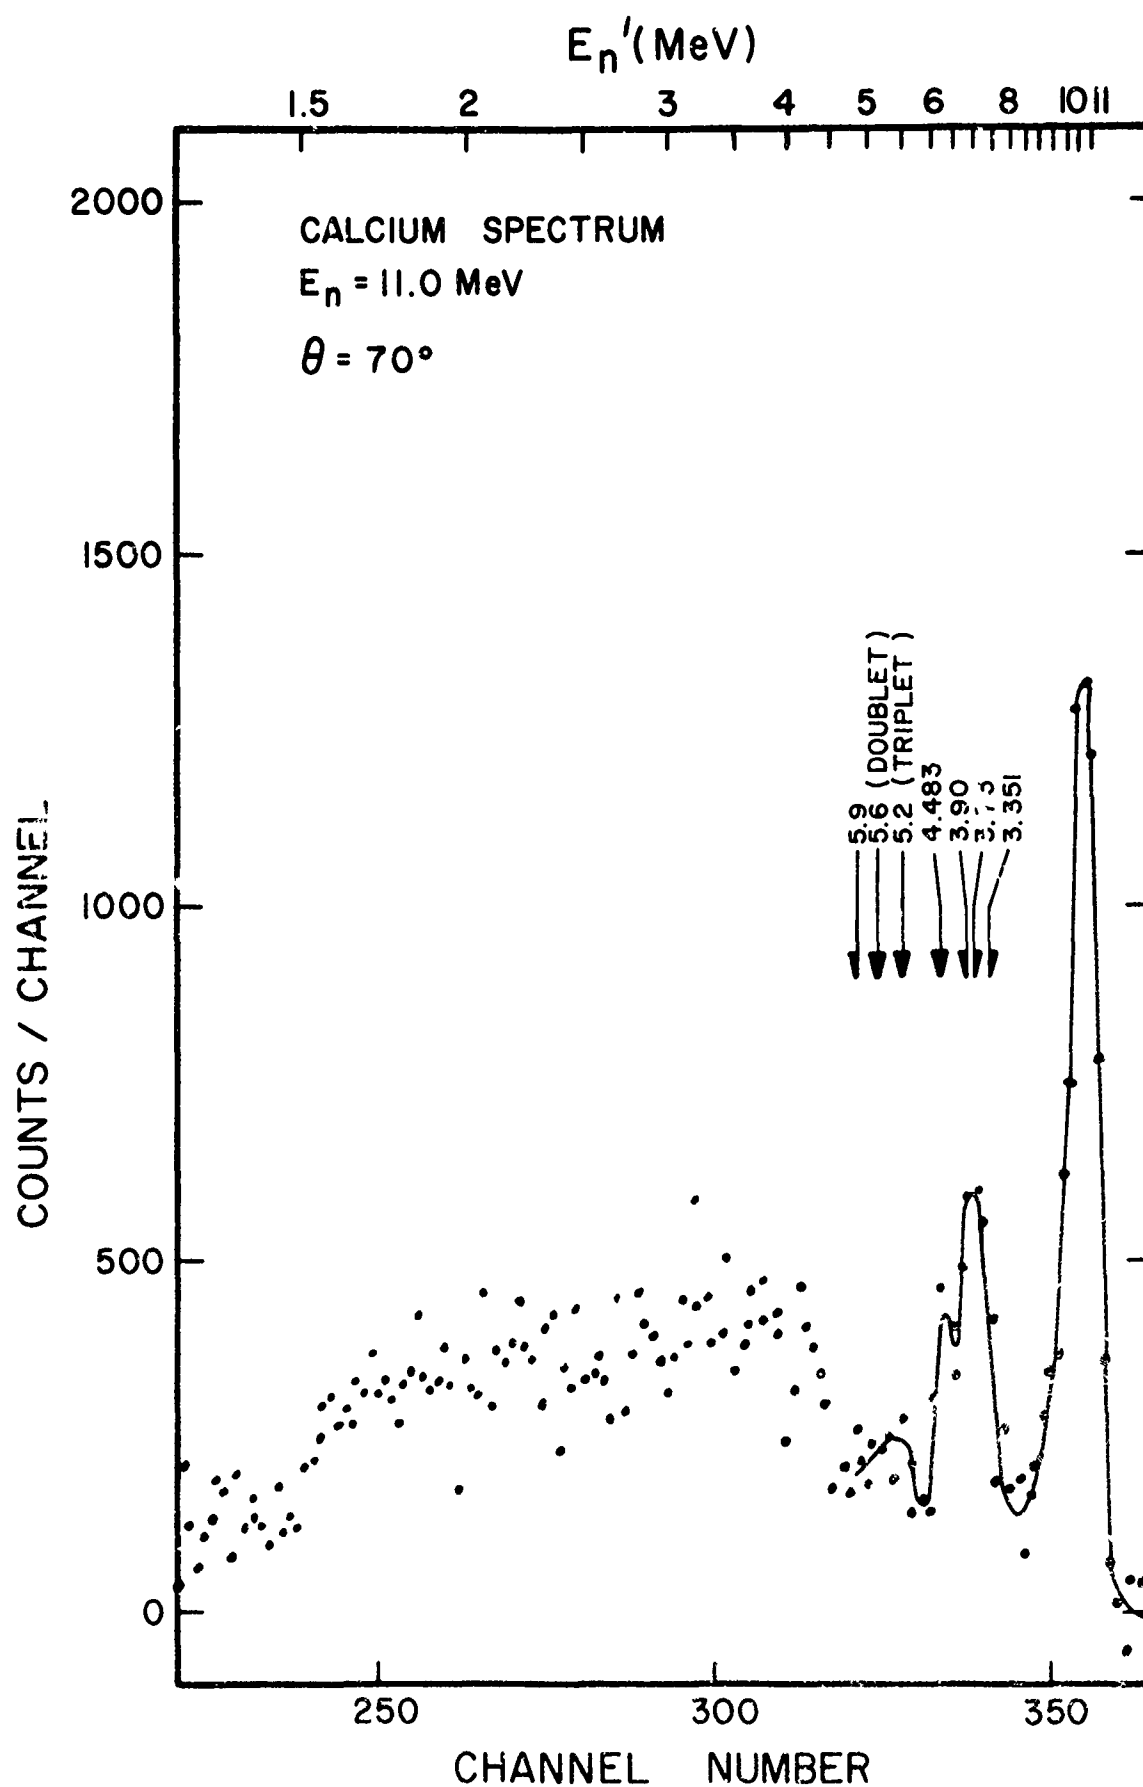 En'(MeV)
1.5 2 3 4 5 6 8 10 11
2000
CALCIUM SPECTRUM
En = 11.0 MeV
θ = 70°
1500
1000
500
0
COUNTS / CHANNEL
5.9
5.6 (DOUBLET)
5.2 (TRIPLET)
4.483
3.90
3.351
250 300 350
CHANNEL NUMBER